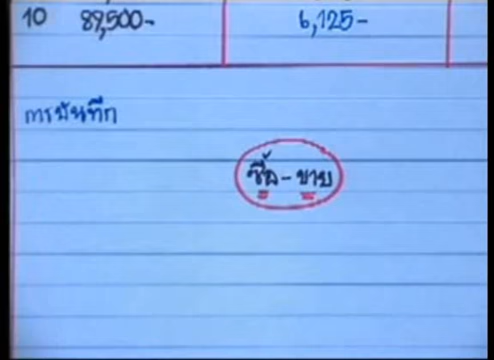 10 89,500- 6,125-
การบันทึก
ซื้อ - ขาย